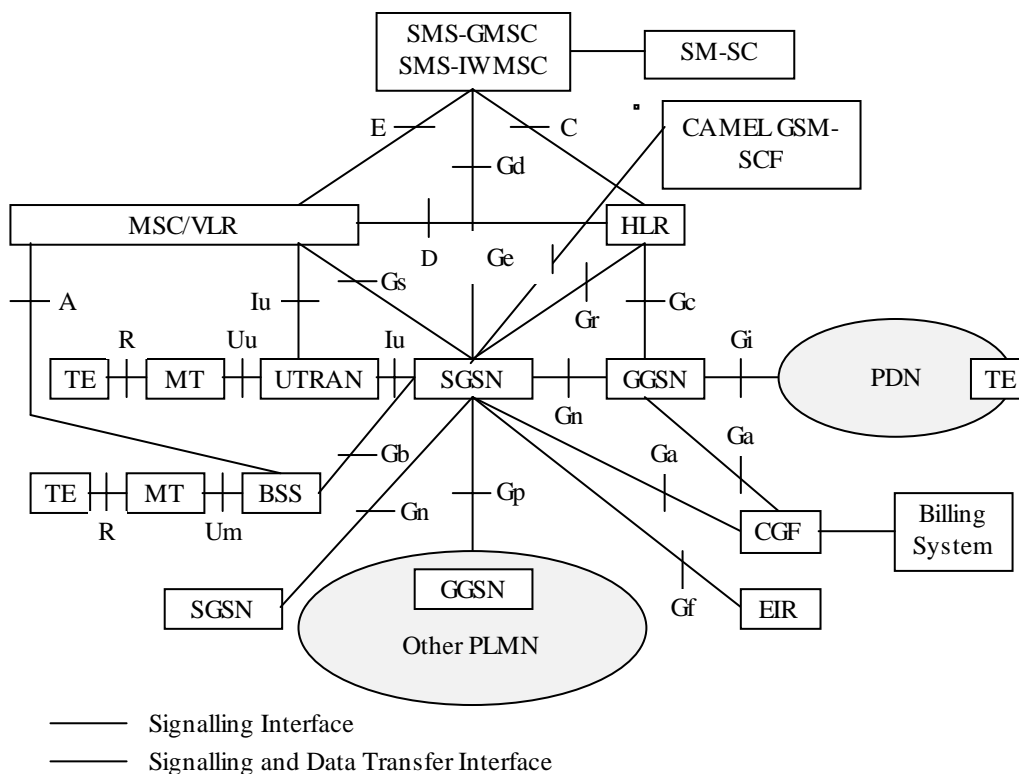 SMS-GMSC
SMS-IWMSC
SM-SC
CAMEL GSM-
SCF
E
C
Gd
MSC/VLR
HLR
D
Ge
Gs
Gr
A
Iu
Gc
R
Uu
Iu
Gi
TE
MT
UTRAN
SGSN
GGSN
PDN
TE
Gn
Ga
Gb
Ga
TE
MT
BSS
Gp
Gn
R
Um
CGF
Billing
System
SGSN
GGSN
Gf
EIR
Other PLMN
Signalling Interface
Signalling and Data Transfer Interface